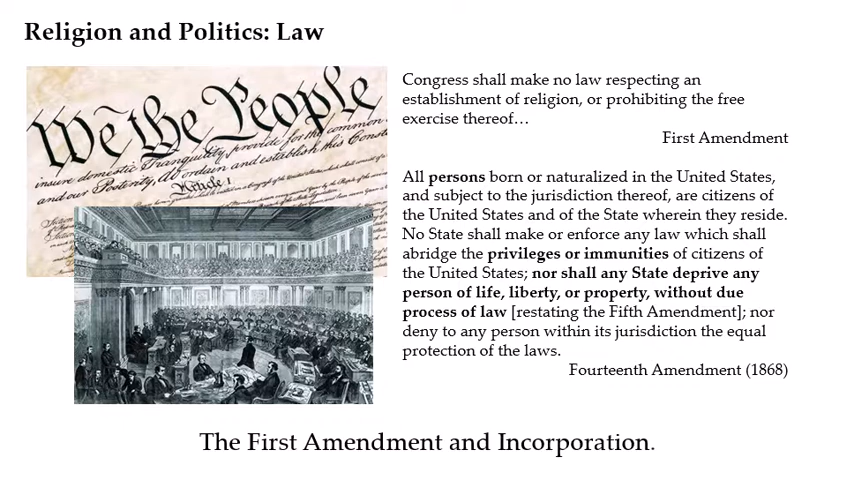 Religion and Politics: Law
We the People
insure domestic Tranquility, provide for the common
and our Posterity, do ordain and establish this Const
Article I
Congress shall make no law respecting an
establishment of religion, or prohibiting the free
exercise thereof…
First Amendment
All persons born or naturalized in the United States,
and subject to the jurisdiction thereof, are citizens of
the United States and of the State wherein they reside.
No State shall make or enforce any law which shall
abridge the privileges or immunities of citizens of
the United States; nor shall any State deprive any
person of life, liberty, or property, without due
process of law [restating the Fifth Amendment]; nor
deny to any person within its jurisdiction the equal
protection of the laws.
Fourteenth Amendment (1868)
The First Amendment and Incorporation.